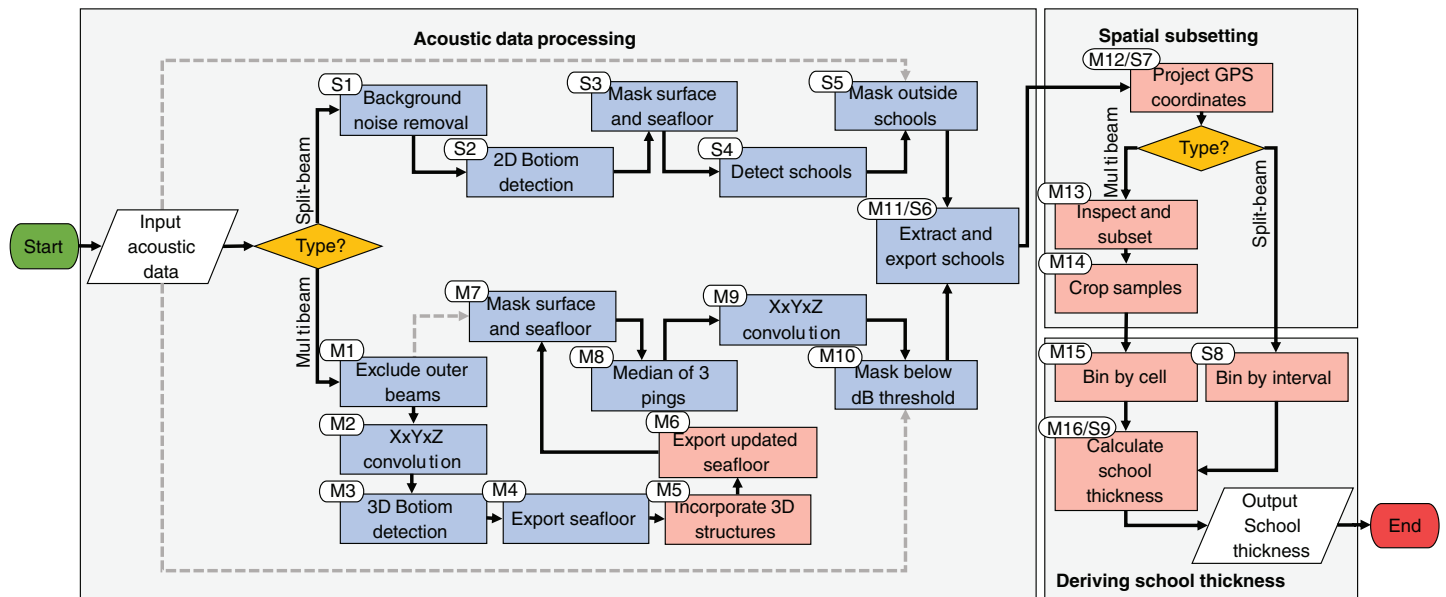 Acoustic data processing
Start
Input
acoustic
data
Type?
Split-beam
Multibeam
S1
Background
noise removal
S2
2D Botiom
detection
S3
Mask surface
and seafloor
S4
Detect schools
S5
Mask outside
schools
M11/S6
Extract and
export schools
M1
Exclude outer
beams
M2
XxYxZ
convolution
M3
3D Botiom
detection
M4
Export seafloor
M5
Incorporate 3D
structures
M6
Export updated
seafloor
M7
Mask surface
and seafloor
M8
Median of 3
pings
M9
XxYxZ
convolution
M10
Mask below
dB threshold
Spatial subsetting
M12/S7
Project GPS
coordinates
Type?
Multibeam
Split-beam
M13
Inspect and
subset
M14
Crop samples
M15
Bin by cell
S8
Bin by interval
M16/S9
Calculate
school
thickness
Output
School
thickness
End
Deriving school thickness